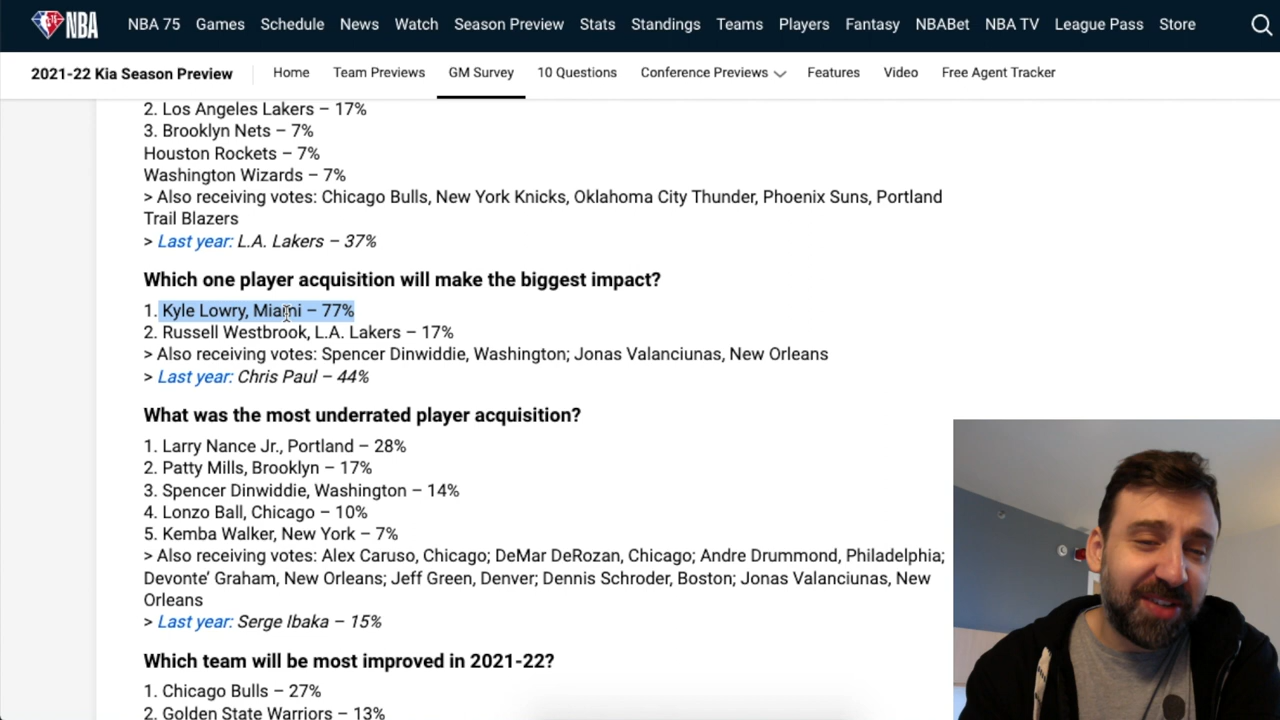 NBA NBA 75 Games Schedule News Watch Season Preview Stats Standings Teams Players Fantasy NBABet NBA TV League Pass Store
2021-22 Kia Season Preview Home Team Previews GM Survey 10 Questions Conference Previews Features Video Free Agent Tracker
2. Los Angeles Lakers – 17%
3. Brooklyn Nets – 7%
Houston Rockets – 7%
Washington Wizards – 7%
> Also receiving votes: Chicago Bulls, New York Knicks, Oklahoma City Thunder, Phoenix Suns, Portland
Trail Blazers
> Last year: L.A. Lakers – 37%
Which one player acquisition will make the biggest impact?
1. Kyle Lowry, Miami – 77%
2. Russell Westbrook, L.A. Lakers – 17%
> Also receiving votes: Spencer Dinwiddie, Washington; Jonas Valanciunas, New Orleans
> Last year: Chris Paul – 44%
What was the most underrated player acquisition?
1. Larry Nance Jr., Portland – 28%
2. Patty Mills, Brooklyn – 17%
3. Spencer Dinwiddie, Washington – 14%
4. Lonzo Ball, Chicago – 10%
5. Kemba Walker, New York – 7%
> Also receiving votes: Alex Caruso, Chicago; DeMar DeRozan, Chicago; Andre Drummond, Philadelphia;
Devonte’ Graham, New Orleans; Jeff Green, Denver; Dennis Schroder, Boston; Jonas Valanciunas, New
Orleans
> Last year: Serge Ibaka – 15%
Which team will be most improved in 2021-22?
1. Chicago Bulls – 27%
2. Golden State Warriors – 13%